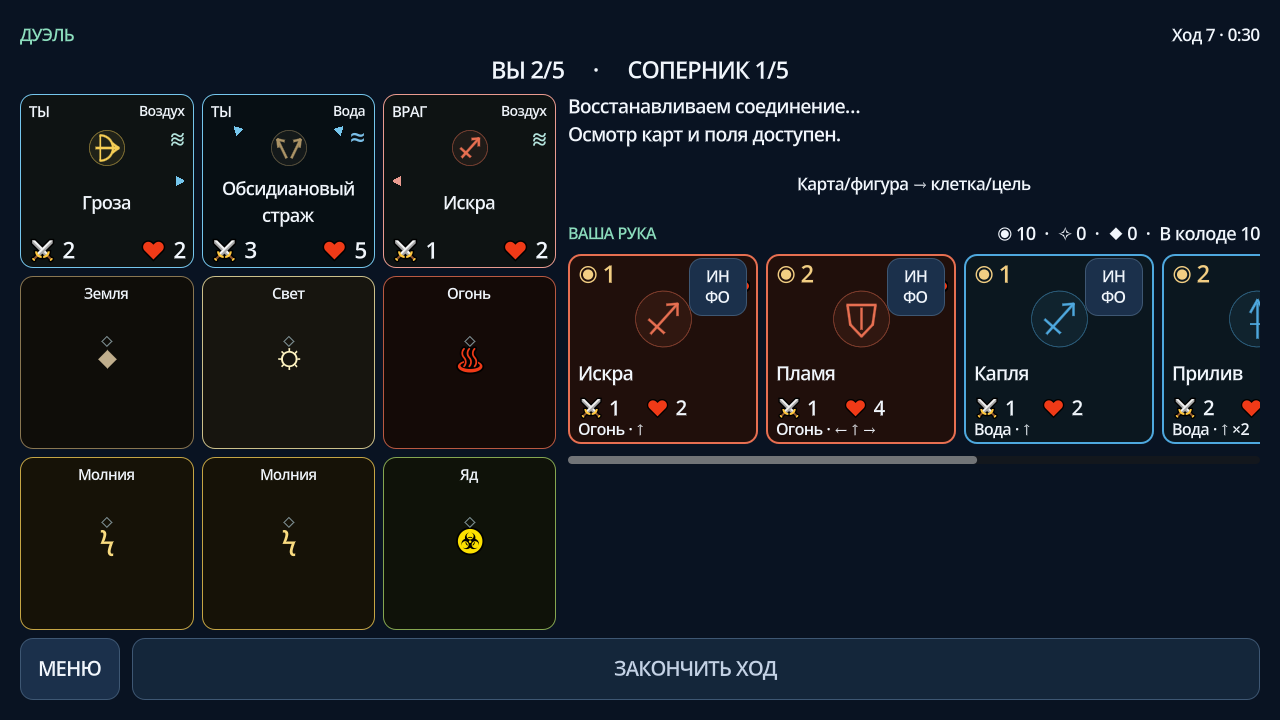 ДУЭЛЬ
Ход 7 · 0:30
ВЫ 2/5 · СОПЕРНИК 1/5
ТЫ Воздух
Гроза
2 5
ТЫ Вода
Обсидиановый
страж
3 5
ВРАГ Воздух
Искра
1 2
Земля
Свет
Огонь
Молния
Молния
Яд
Восстанавливаем соединение...
Осмотр карт и поля доступен.
Карта/фигура → клетка/цель
ВАША РУКА
◉ 10 · ✧ 0 · ◆ 0 · В колоде 10
◉ 1
ИН
ФО
Искра
1 2
Огонь · ↑
◉ 2
ИН
ФО
Пламя
1 4
Огонь · ← ↑ →
◉ 1
ИН
ФО
Капля
1 2
Вода · ↑
◉ 2
Прилив
2
Вода · ↑ ×2
МЕНЮ
ЗАКОНЧИТЬ ХОД